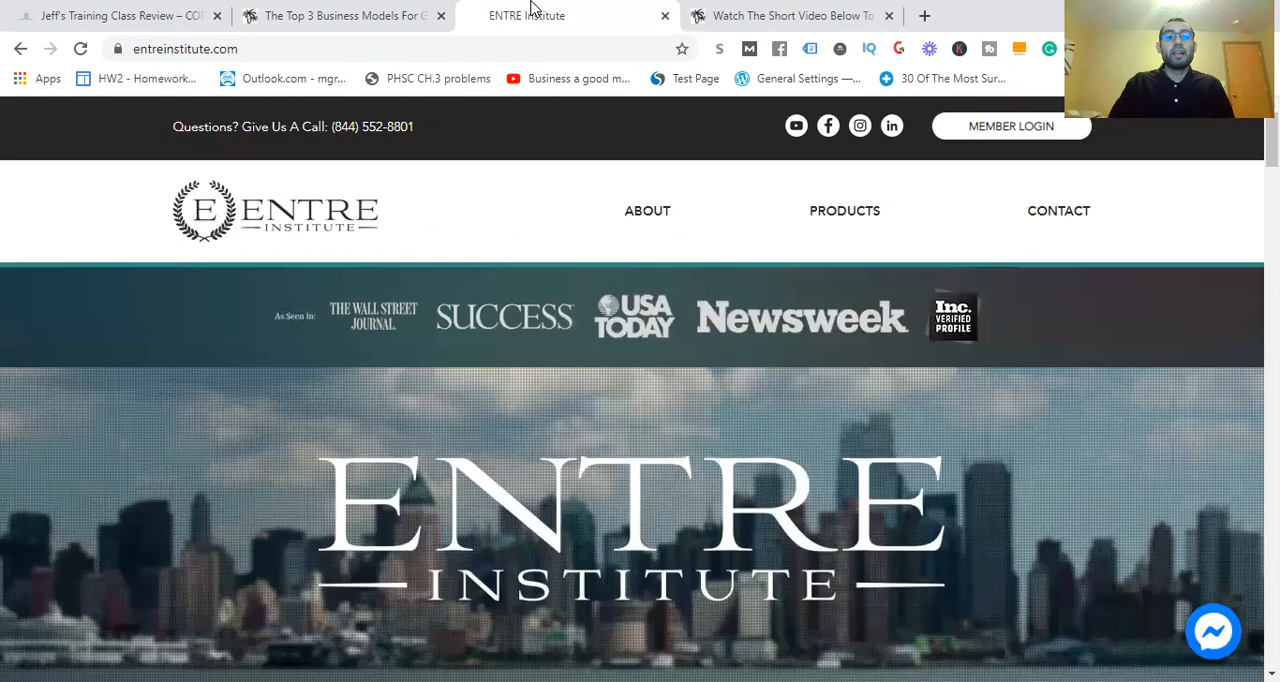 Jeff's Training Class Review – COF
The Top 3 Business Models For G
ENTRE Institute
Watch The Short Video Below To
entreinstitute.com
Apps
HW2 - Homework...
Outlook.com - mgr...
PHSC CH.3 problems
Business a good m...
Test Page
General Settings —...
30 Of The Most Sur...
Questions? Give Us A Call: (844) 552-8801
MEMBER LOGIN
E ENTRE
INSTITUTE
ABOUT
PRODUCTS
CONTACT
As Seen In:
THE WALL STREET
JOURNAL.
SUCCESS
USA
TODAY
Newsweek
Inc.
VERIFIED
PROFILE
ENTRE
INSTITUTE